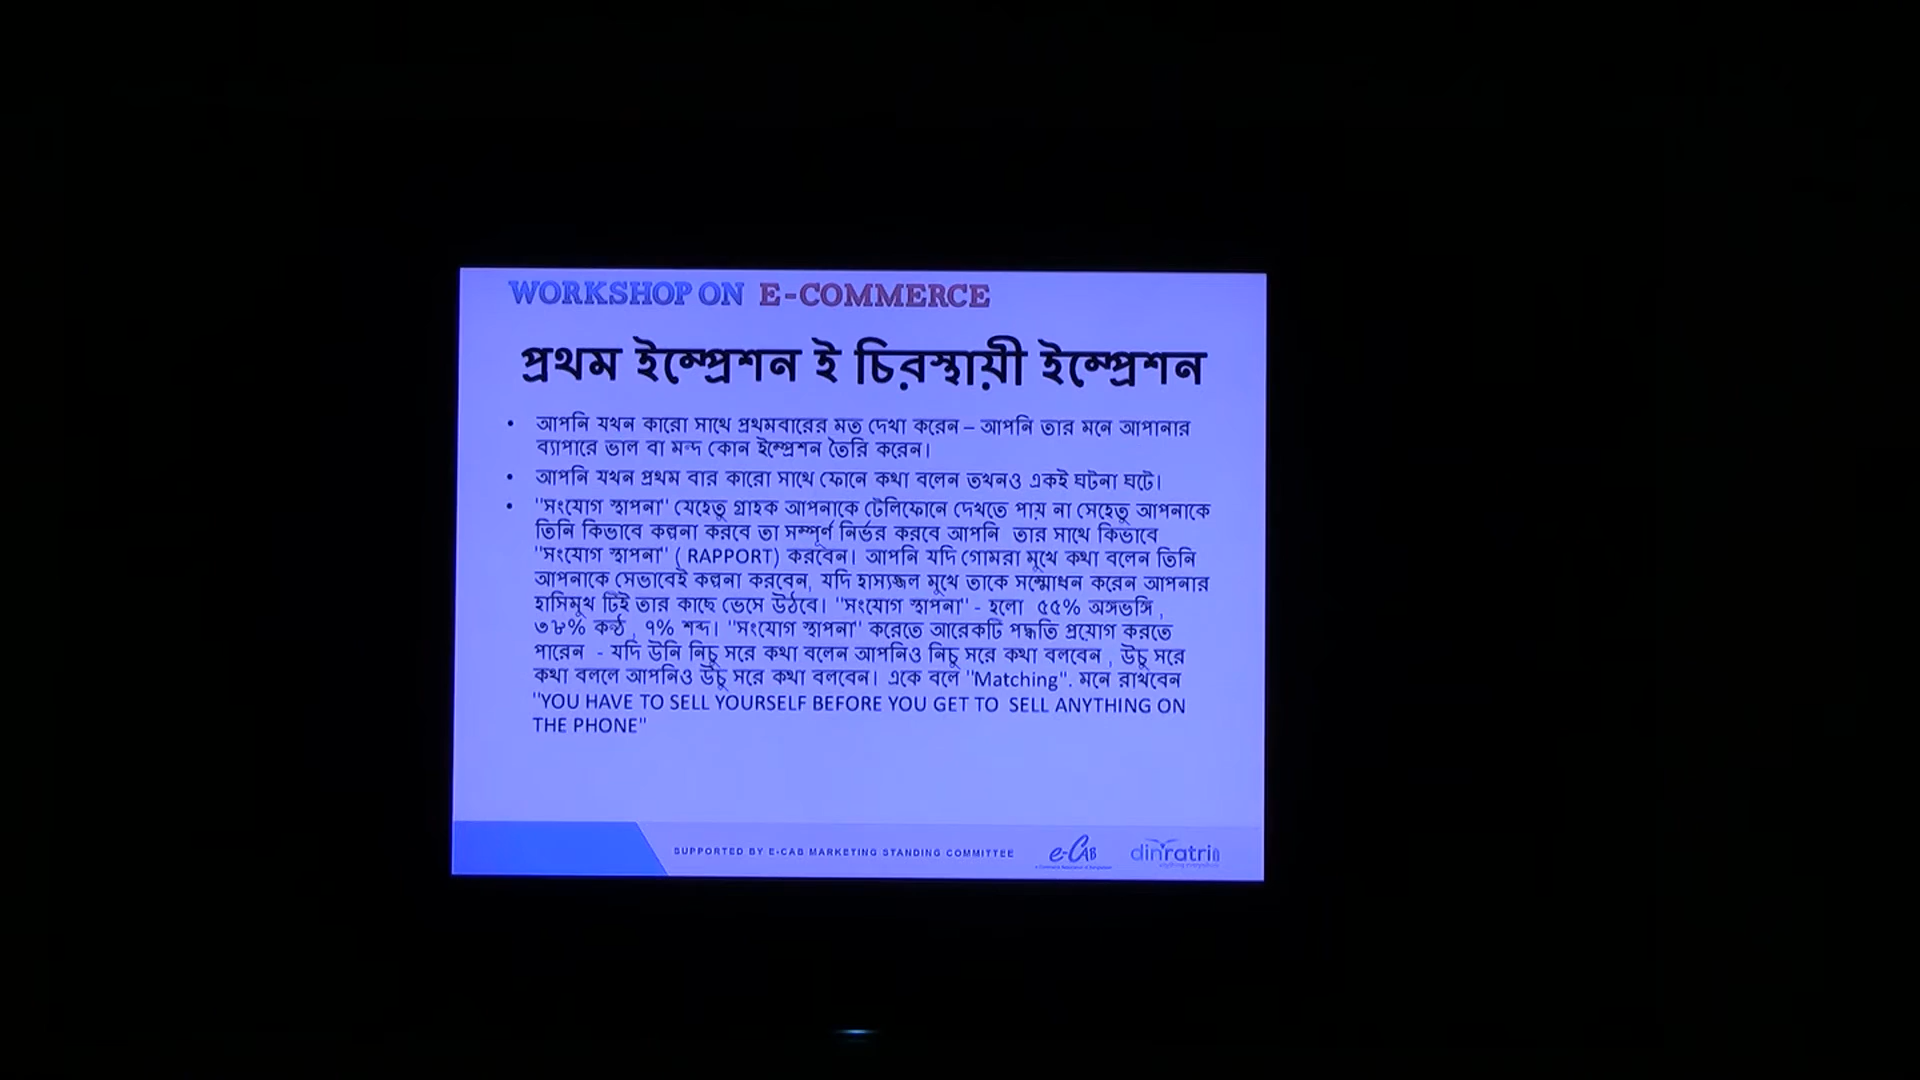 WORKSHOP ON E-COMMERCE
প্রথম ইম্প্রেশন ই চিরস্থায়ী ইম্প্রেশন
• আপনি যখন কারো সাথে প্রথমবারের মত দেখা করেন – আপনি তার মনে আপানার
ব্যাপারে ভাল বা মন্দ কোন ইম্প্রেশন তৈরি করেন।
• আপনি যখন প্রথম বার কারো সাথে ফোনে কথা বলেন তখনও একই ঘটনা ঘটে।
• "সংযোগ স্থাপনা" যেহেতু গ্রাহক আপনাকে টেলিফোনে দেখতে পায় না সেহেতু আপনাকে
তিনি কিভাবে কল্পনা করবে তা সম্পূর্ণ নির্ভর করবে আপনি তার সাথে কিভাবে
"সংযোগ স্থাপনা" ( RAPPORT) করবেন। আপনি যদি গোমরা মুখে কথা বলেন তিনি
আপনাকে সেভাবেই কল্পনা করবেন, যদি হাস্যজ্জল মুখে তাকে সম্মোধন করেন আপনার
হাসিমুখ টিই তার কাছে ভেসে উঠবে। "সংযোগ স্থাপনা" - হলো ৫৫% অঙ্গভঙ্গি ,
৩৮% কন্ঠ , ৭% শব্দ। "সংযোগ স্থাপনা" করেতে আরেকটি পদ্ধতি প্রযোগ করতে
পারেন - যদি উনি নিচু সরে কথা বলেন আপনিও নিচু সরে কথা বলবেন , উচু সরে
কথা বললে আপনিও উচু সরে কথা বলবেন। একে বলে "Matching". মনে রাখবেন
"YOU HAVE TO SELL YOURSELF BEFORE YOU GET TO SELL ANYTHING ON
THE PHONE"
SUPPORTED BY E-CAB MARKETING STANDING COMMITTEE e-CAB dinratri